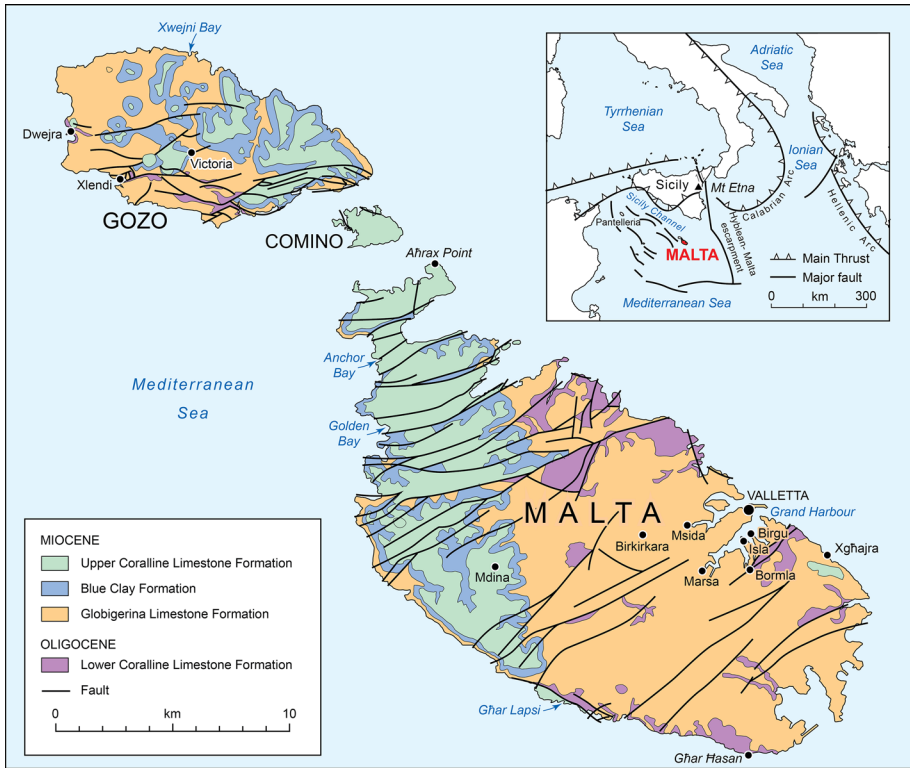 Xwejni Bay
Dwejra
Victoria
Xlendi
GOZO
COMINO
Aħrax Point
Anchor
Bay
Mediterranean
Sea
Golden
Bay
MALTA
VALLETTA
Grand Harbour
Msida
Birkirkara
Birgu
Isla
Xgħajra
Mdina
Marsa
Bormla
Għar Lapsi
Għar Ħasan
Adriatic
Sea
Tyrrhenian
Sea
Ionian
Sea
Sicily
Mt Etna
Calabrian Arc
Hellenic Arc
Sicily Channel
Pantelleria
Hyblean-Malta
escarpment
MALTA
Main Thrust
Major fault
Mediterranean Sea
0 km 300
MIOCENE
Upper Coralline Limestone Formation
Blue Clay Formation
Globigerina Limestone Formation
OLIGOCENE
Lower Coralline Limestone Formation
Fault
km
0 10